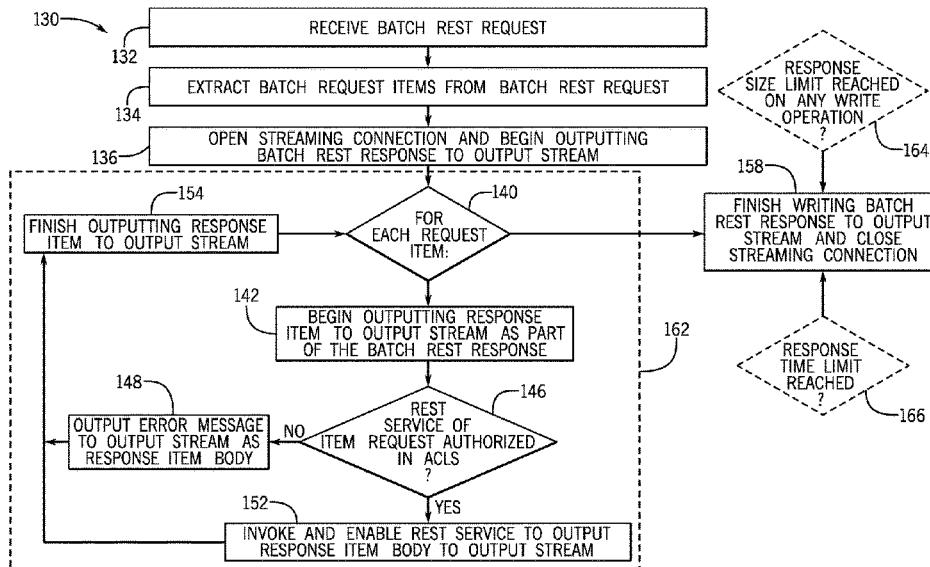 130
RECEIVE BATCH REST REQUEST
132
EXTRACT BATCH REQUEST ITEMS FROM BATCH REST REQUEST
134
OPEN STREAMING CONNECTION AND BEGIN OUTPUTTING
BATCH REST RESPONSE TO OUTPUT STREAM
136
RESPONSE
SIZE LIMIT REACHED
ON ANY WRITE
OPERATION
?
164
154
FINISH OUTPUTTING RESPONSE
ITEM TO OUTPUT STREAM
140
FOR
EACH REQUEST
ITEM:
158
FINISH WRITING BATCH
REST RESPONSE TO OUTPUT
STREAM AND CLOSE
STREAMING CONNECTION
142
BEGIN OUTPUTTING RESPONSE
ITEM TO OUTPUT STREAM AS PART
OF THE BATCH REST RESPONSE
162
RESPONSE
TIME LIMIT
REACHED
?
166
148
OUTPUT ERROR MESSAGE
TO OUTPUT STREAM AS
RESPONSE ITEM BODY
NO
146
REST
SERVICE OF
ITEM REQUEST AUTHORIZED
IN ACLS
?
YES
152
INVOKE AND ENABLE REST SERVICE TO OUTPUT
RESPONSE ITEM BODY TO OUTPUT STREAM